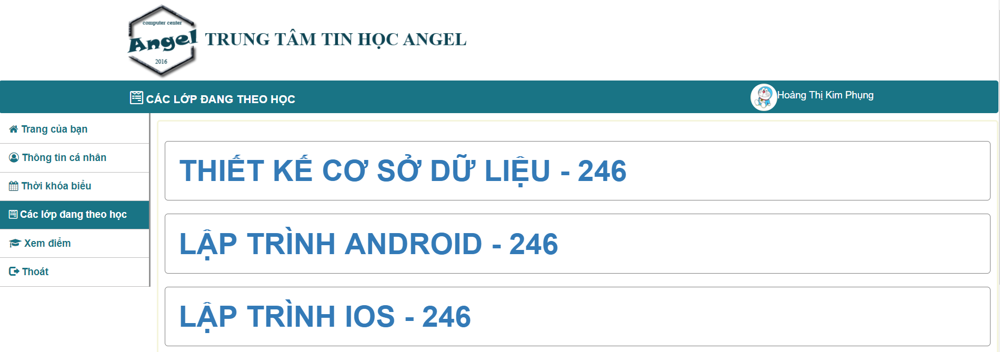 computer center
Angel
2016
TRUNG TÂM TIN HỌC ANGEL
CÁC LỚP ĐANG THEO HỌC
Hoàng Thị Kim Phụng
Trang của bạn
Thông tin cá nhân
Thời khóa biểu
Các lớp đang theo học
Xem điểm
Thoát
THIẾT KẾ CƠ SỞ DỮ LIỆU - 246
LẬP TRÌNH ANDROID - 246
LẬP TRÌNH IOS - 246